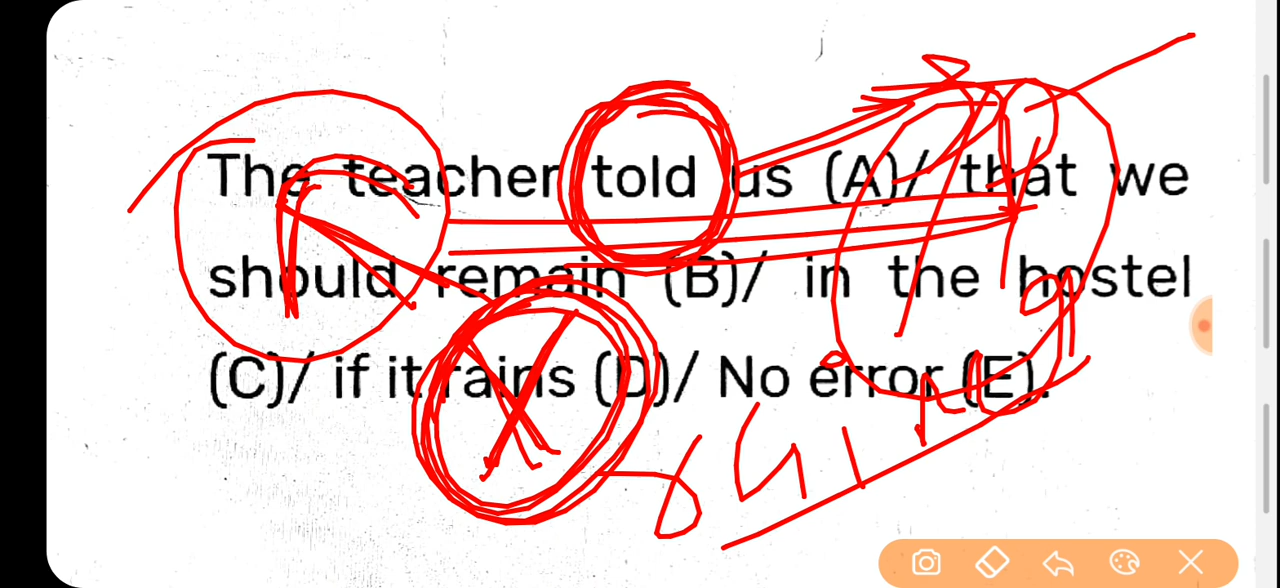 The teacher told us (A)/ that we
should remain (B)/ in the hostel
(C)/ if it rains (D)/ No error (E).